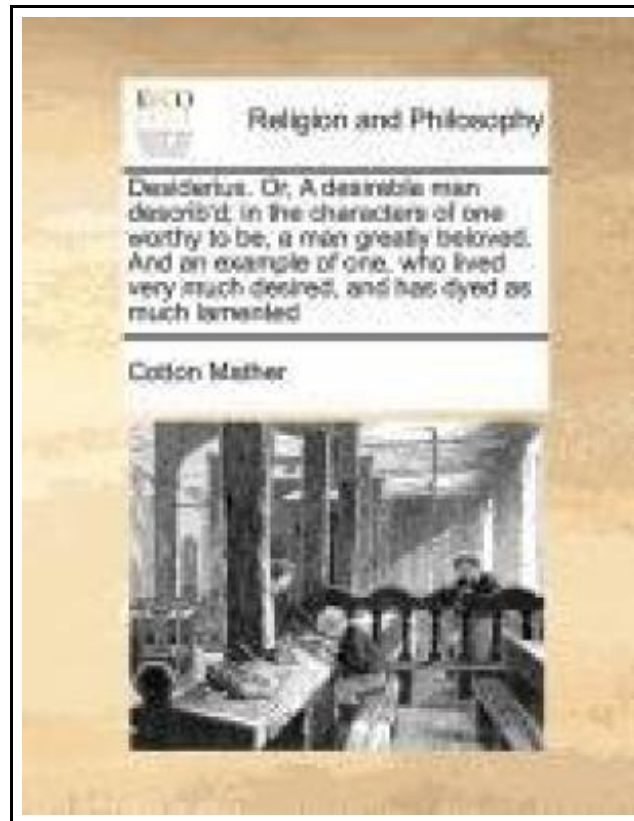 ECCO
Religion and Philosophy
Desiderius. Or, A desirable man
describ'd, in the characters of one
worthy to be, a man greatly beloved.
And an example of one, who lived
very much desired, and has dyed as
much lamented
Cotton Mather